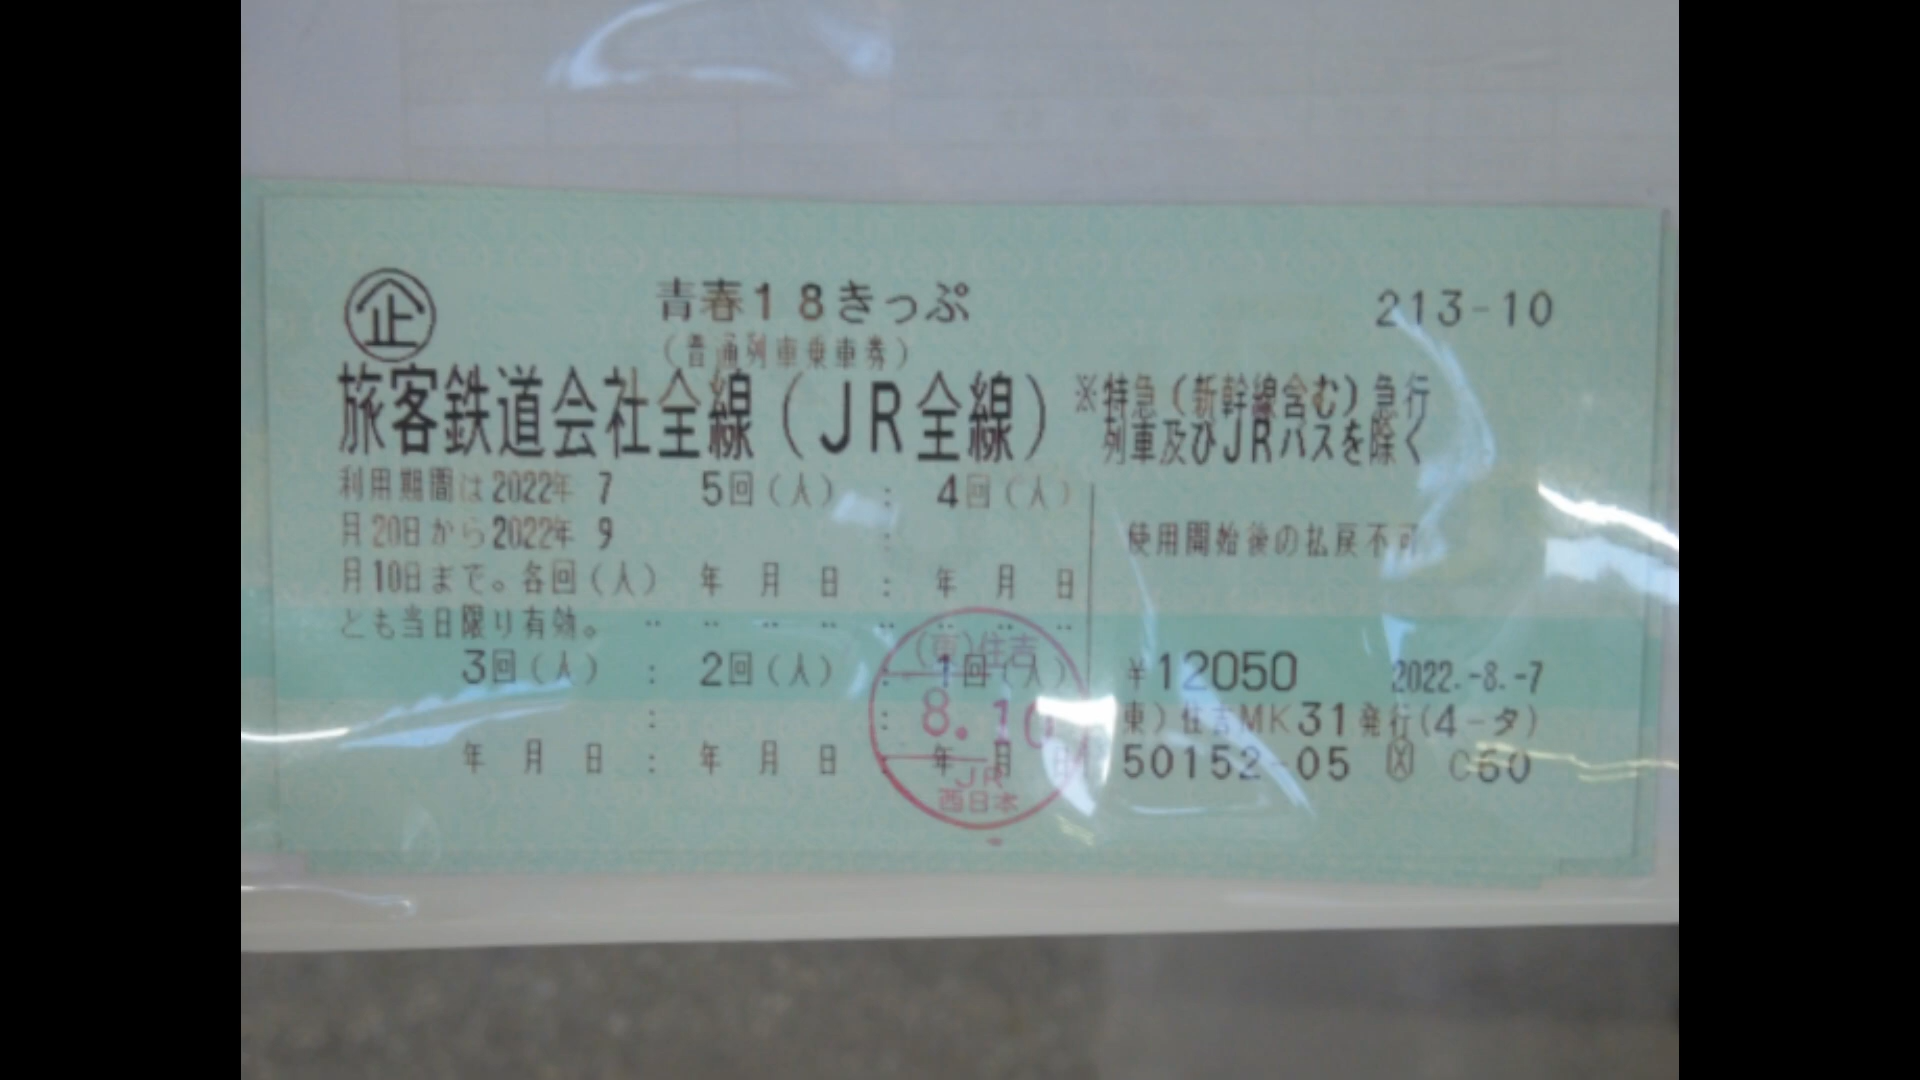 企
青春18きっぷ
213-10
(普通列車乗車券)
旅客鉄道会社全線(JR全線)
※特急(新幹線含む)急行
列車及びJRバスを除く
利用期間は2022年 7
月20日から2022年 9
月10日まで。各回(人)
とも当日限り有効。
5回(人) : 4回(人)
年 月 日 : 年 月 日
使用開始後の払戻不可
3回(人) : 2回(人) : 1回(人)
年 月 日 : 年 月 日 : 年 月 日
(東)住吉
8.10
JR
西日本
¥12050 2022.-8.-7
東)住吉MK31発行(4-タ)
50152-05 Ⓧ C60